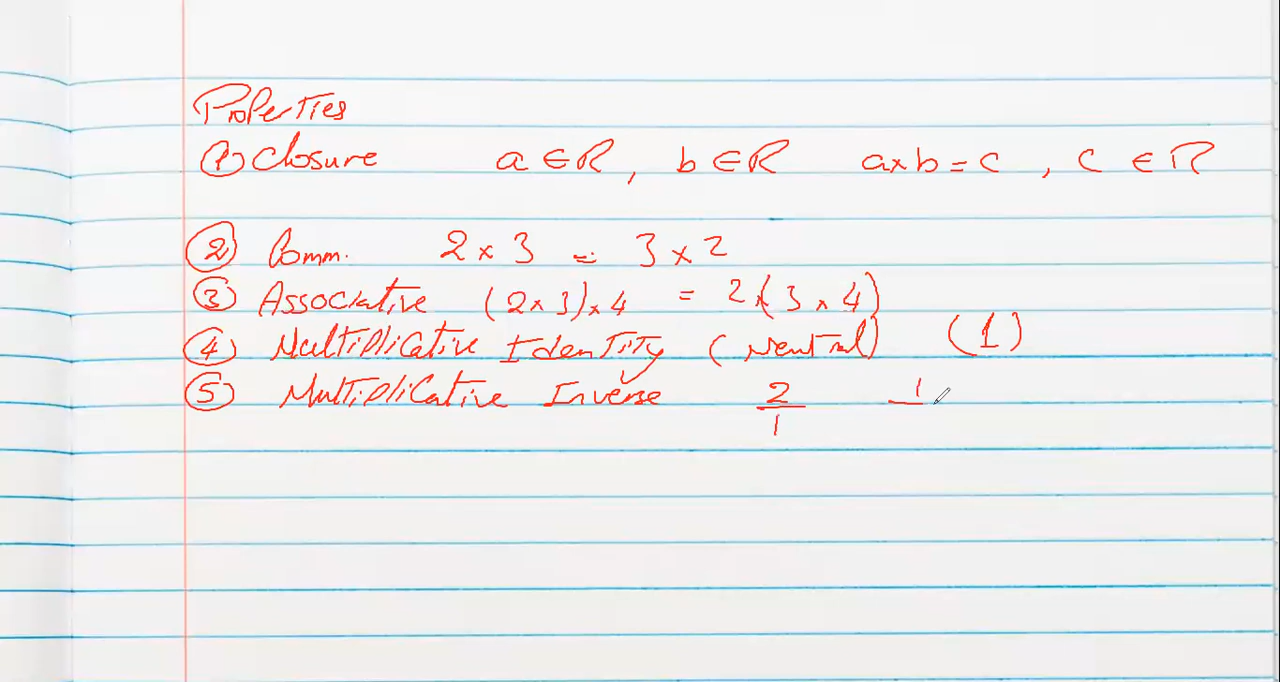 Properties
① Closure a ∈ R, b ∈ R a × b = c, c ∈ R
② Comm. 2 × 3 = 3 × 2
③ Associative (2 × 3) × 4 = 2 × (3 × 4)
④ Multiplicative Identity (Neutral) (1)
⑤ Multiplicative Inverse 2/1 1/